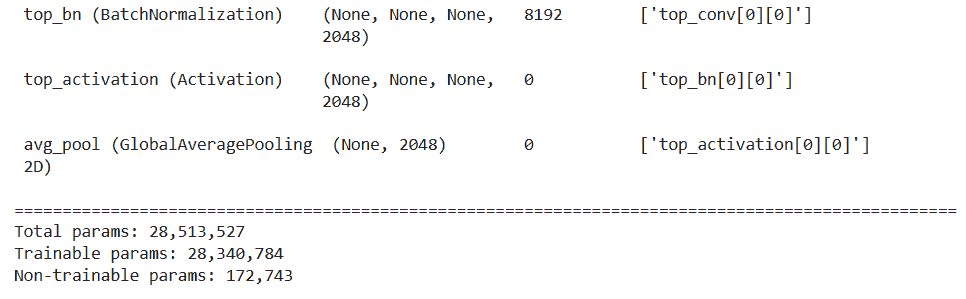 top_bn (BatchNormalization) (None, None, None, 8192 ['top_conv[0][0]']
2048)
top_activation (Activation) (None, None, None, 0 ['top_bn[0][0]']
2048)
avg_pool (GlobalAveragePooling (None, 2048) 0 ['top_activation[0][0]']
2D)
==================================================================================================
Total params: 28,513,527
Trainable params: 28,340,784
Non-trainable params: 172,743